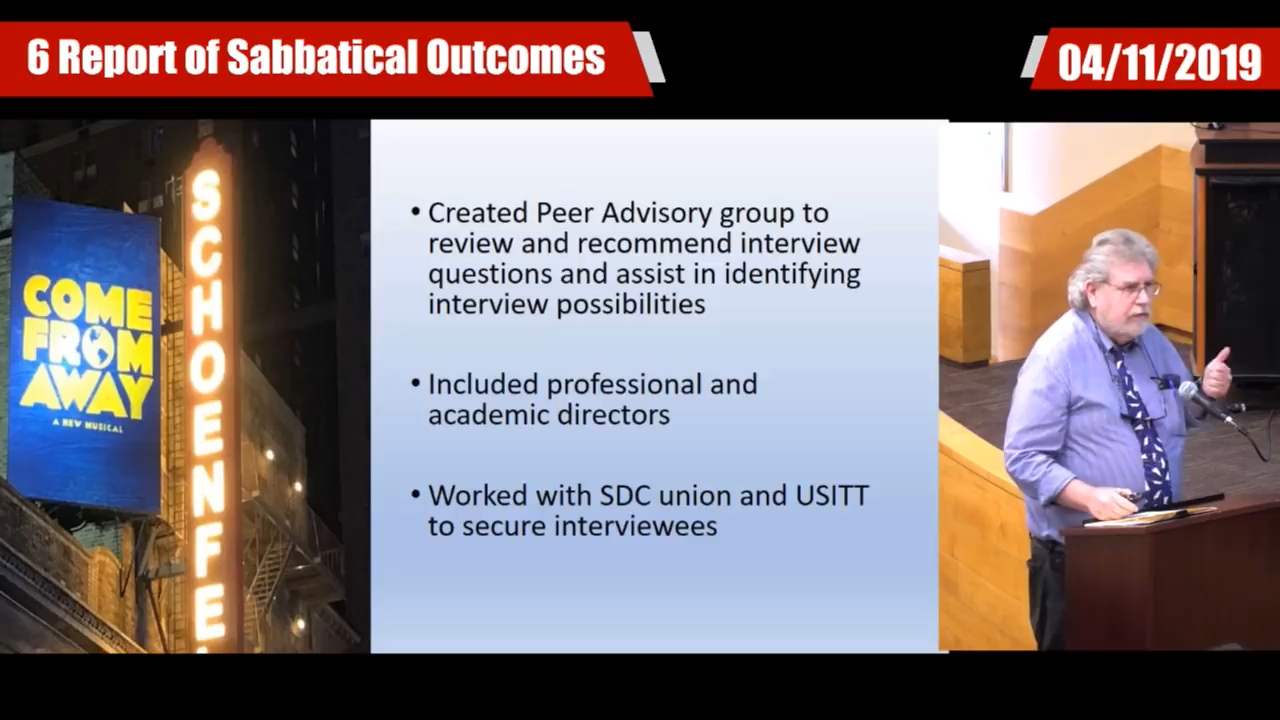 6 Report of Sabbatical Outcomes
04/11/2019
COME
FROM
AWAY
A NEW MUSICAL
SCHOENFE
• Created Peer Advisory group to
review and recommend interview
questions and assist in identifying
interview possibilities
• Included professional and
academic directors
• Worked with SDC union and USITT
to secure interviewees